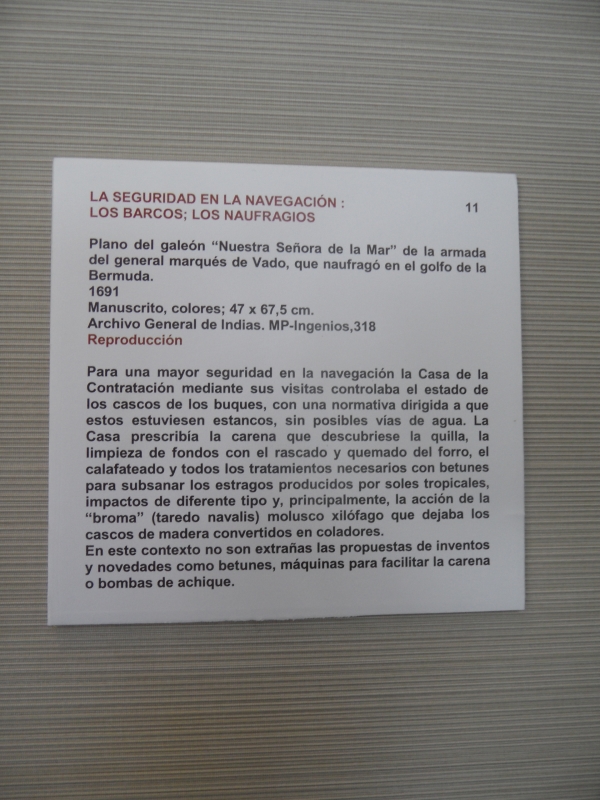 LA SEGURIDAD EN LA NAVEGACIÓN :
LOS BARCOS; LOS NAUFRAGIOS
11
Plano del galeón “Nuestra Señora de la Mar” de la armada
del general marqués de Vado, que naufragó en el golfo de la
Bermuda.
1691
Manuscrito, colores; 47 x 67,5 cm.
Archivo General de Indias. MP-Ingenios,318
Reproducción
Para una mayor seguridad en la navegación la Casa de la
Contratación mediante sus visitas controlaba el estado de
los cascos de los buques, con una normativa dirigida a que
estos estuviesen estancos, sin posibles vías de agua. La
Casa prescribía la carena que descubriese la quilla, la
limpieza de fondos con el rascado y quemado del forro, el
calafateado y todos los tratamientos necesarios con betunes
para subsanar los estragos producidos por soles tropicales,
impactos de diferente tipo y, principalmente, la acción de la
“broma” (taredo navalis) molusco xilófago que dejaba los
cascos de madera convertidos en coladores.
En este contexto no son extrañas las propuestas de inventos
y novedades como betunes, máquinas para facilitar la carena
o bombas de achique.